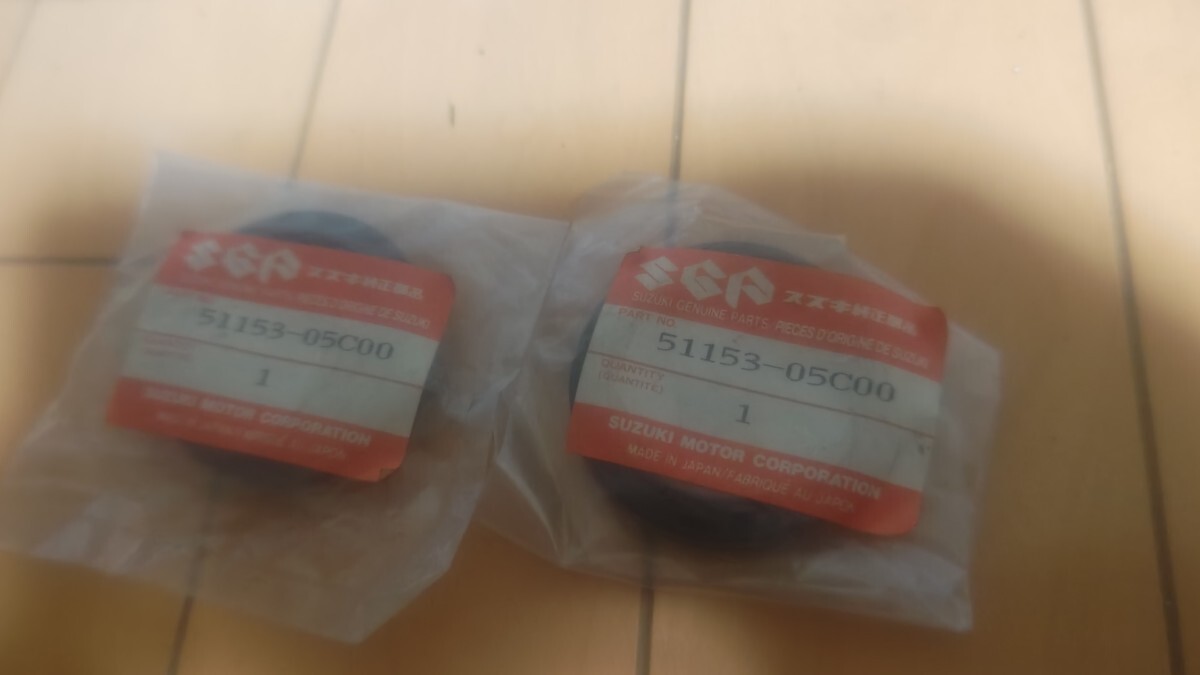 SGP スズキ純正部品
51153-05C00
1
SUZUKI MOTOR CORPORATION
SGP スズキ純正部品
SUZUKI GENUINE PARTS PIECES D'ORIGINE DE SUZUKI
PART NO.
51153-05C00
QUANTITY
(QUANTITÉ)
1
SUZUKI MOTOR CORPORATION
MADE IN JAPAN/FABRIQUÉ AU JAPON